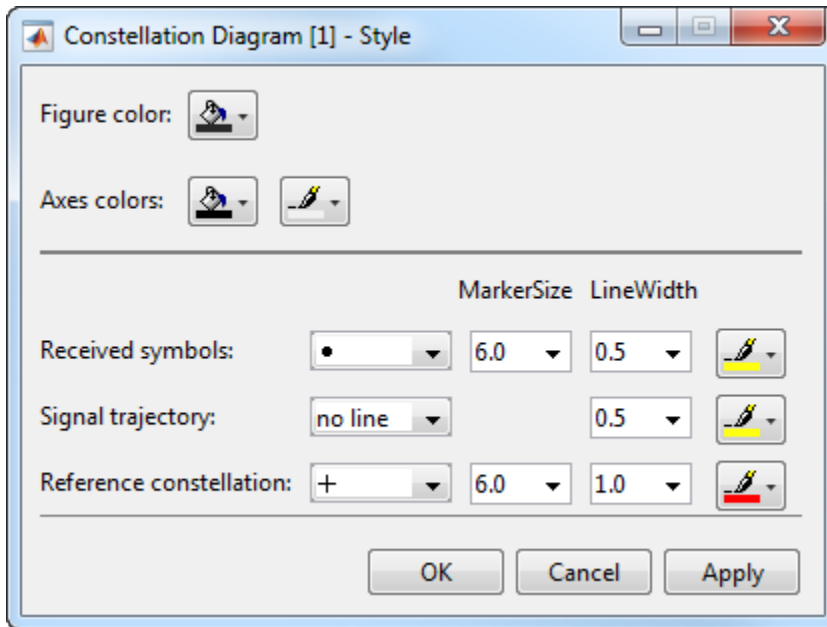 Constellation Diagram [1] - Style
Figure color:
Axes colors:
MarkerSize LineWidth
Received symbols: 6.0 0.5
Signal trajectory: no line 0.5
Reference constellation: + 6.0 1.0
OK Cancel Apply